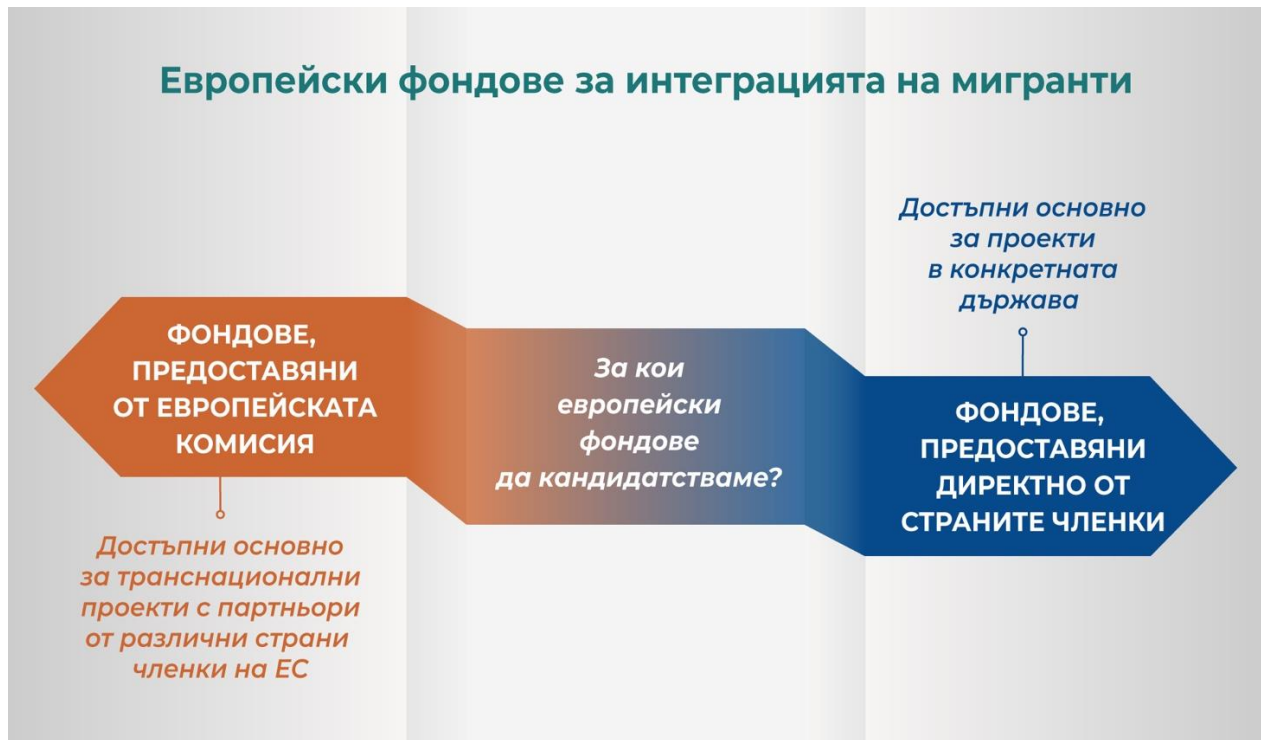 Европейски фондове за интеграцията на мигранти
ФОНДОВЕ,
ПРЕДОСТАВЯНИ
ОТ ЕВРОПЕЙСКАТА
КОМИСИЯ
Достъпни основно
за транснационални
проекти с партньори
от различни страни
членки на ЕС
За кои
европейски
фондове
да кандидатстваме?
Достъпни основно
за проекти
в конкретната
държава
ФОНДОВЕ,
ПРЕДОСТАВЯНИ
ДИРЕКТНО ОТ
СТРАНИТЕ ЧЛЕНКИ